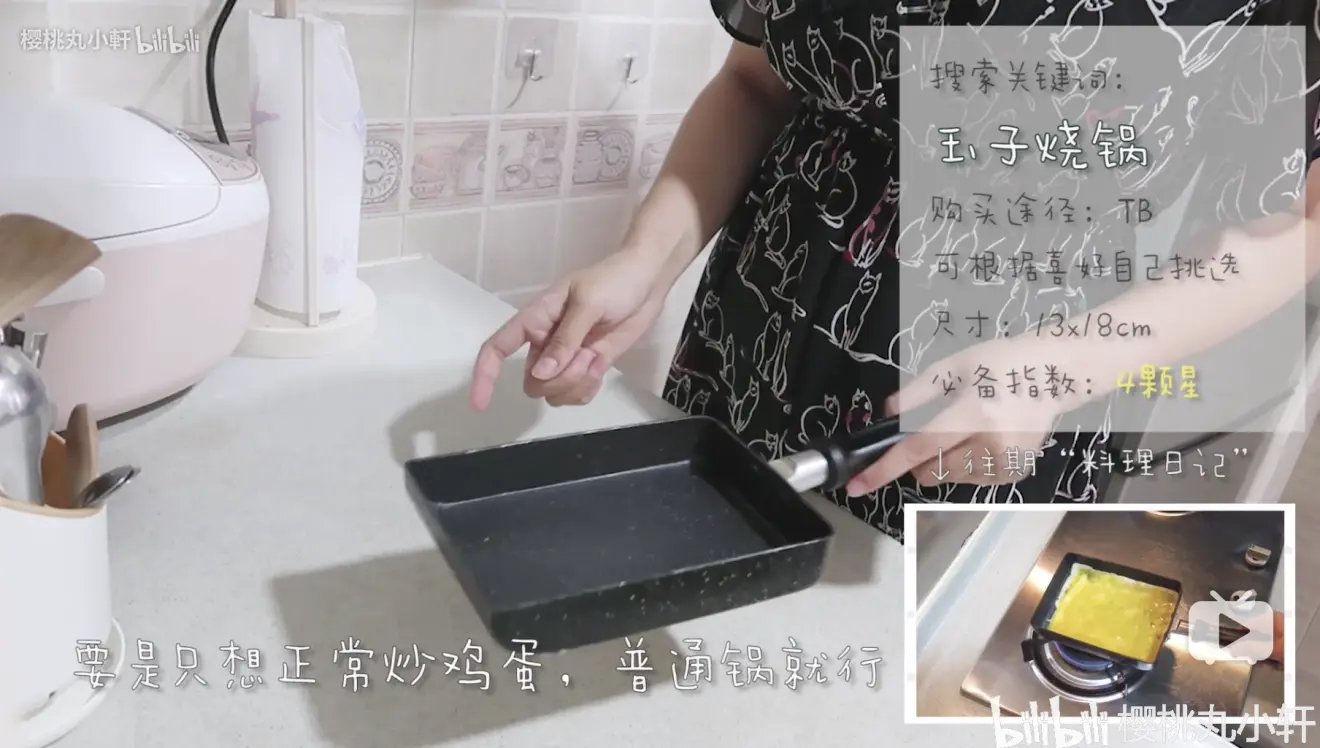 樱桃丸小軒 bilibili
搜索关键词:
玉子烧锅
购买途径: TB
可根据喜好自己挑选
尺寸: 13x18cm
必备指数: 4颗星
↓往期“料理日记”
要是只想正常炒鸡蛋，普通锅就行
bilibili 樱桃丸小軒